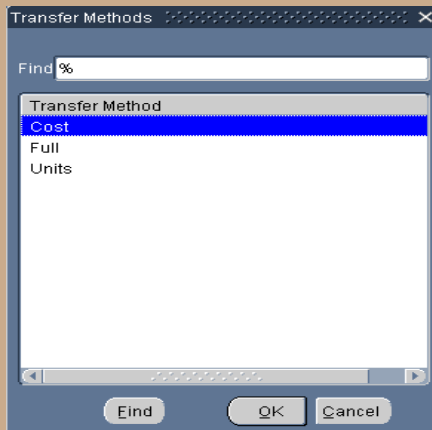 Transfer Methods
Find %
Transfer Method
Cost
Full
Units
Find OK Cancel